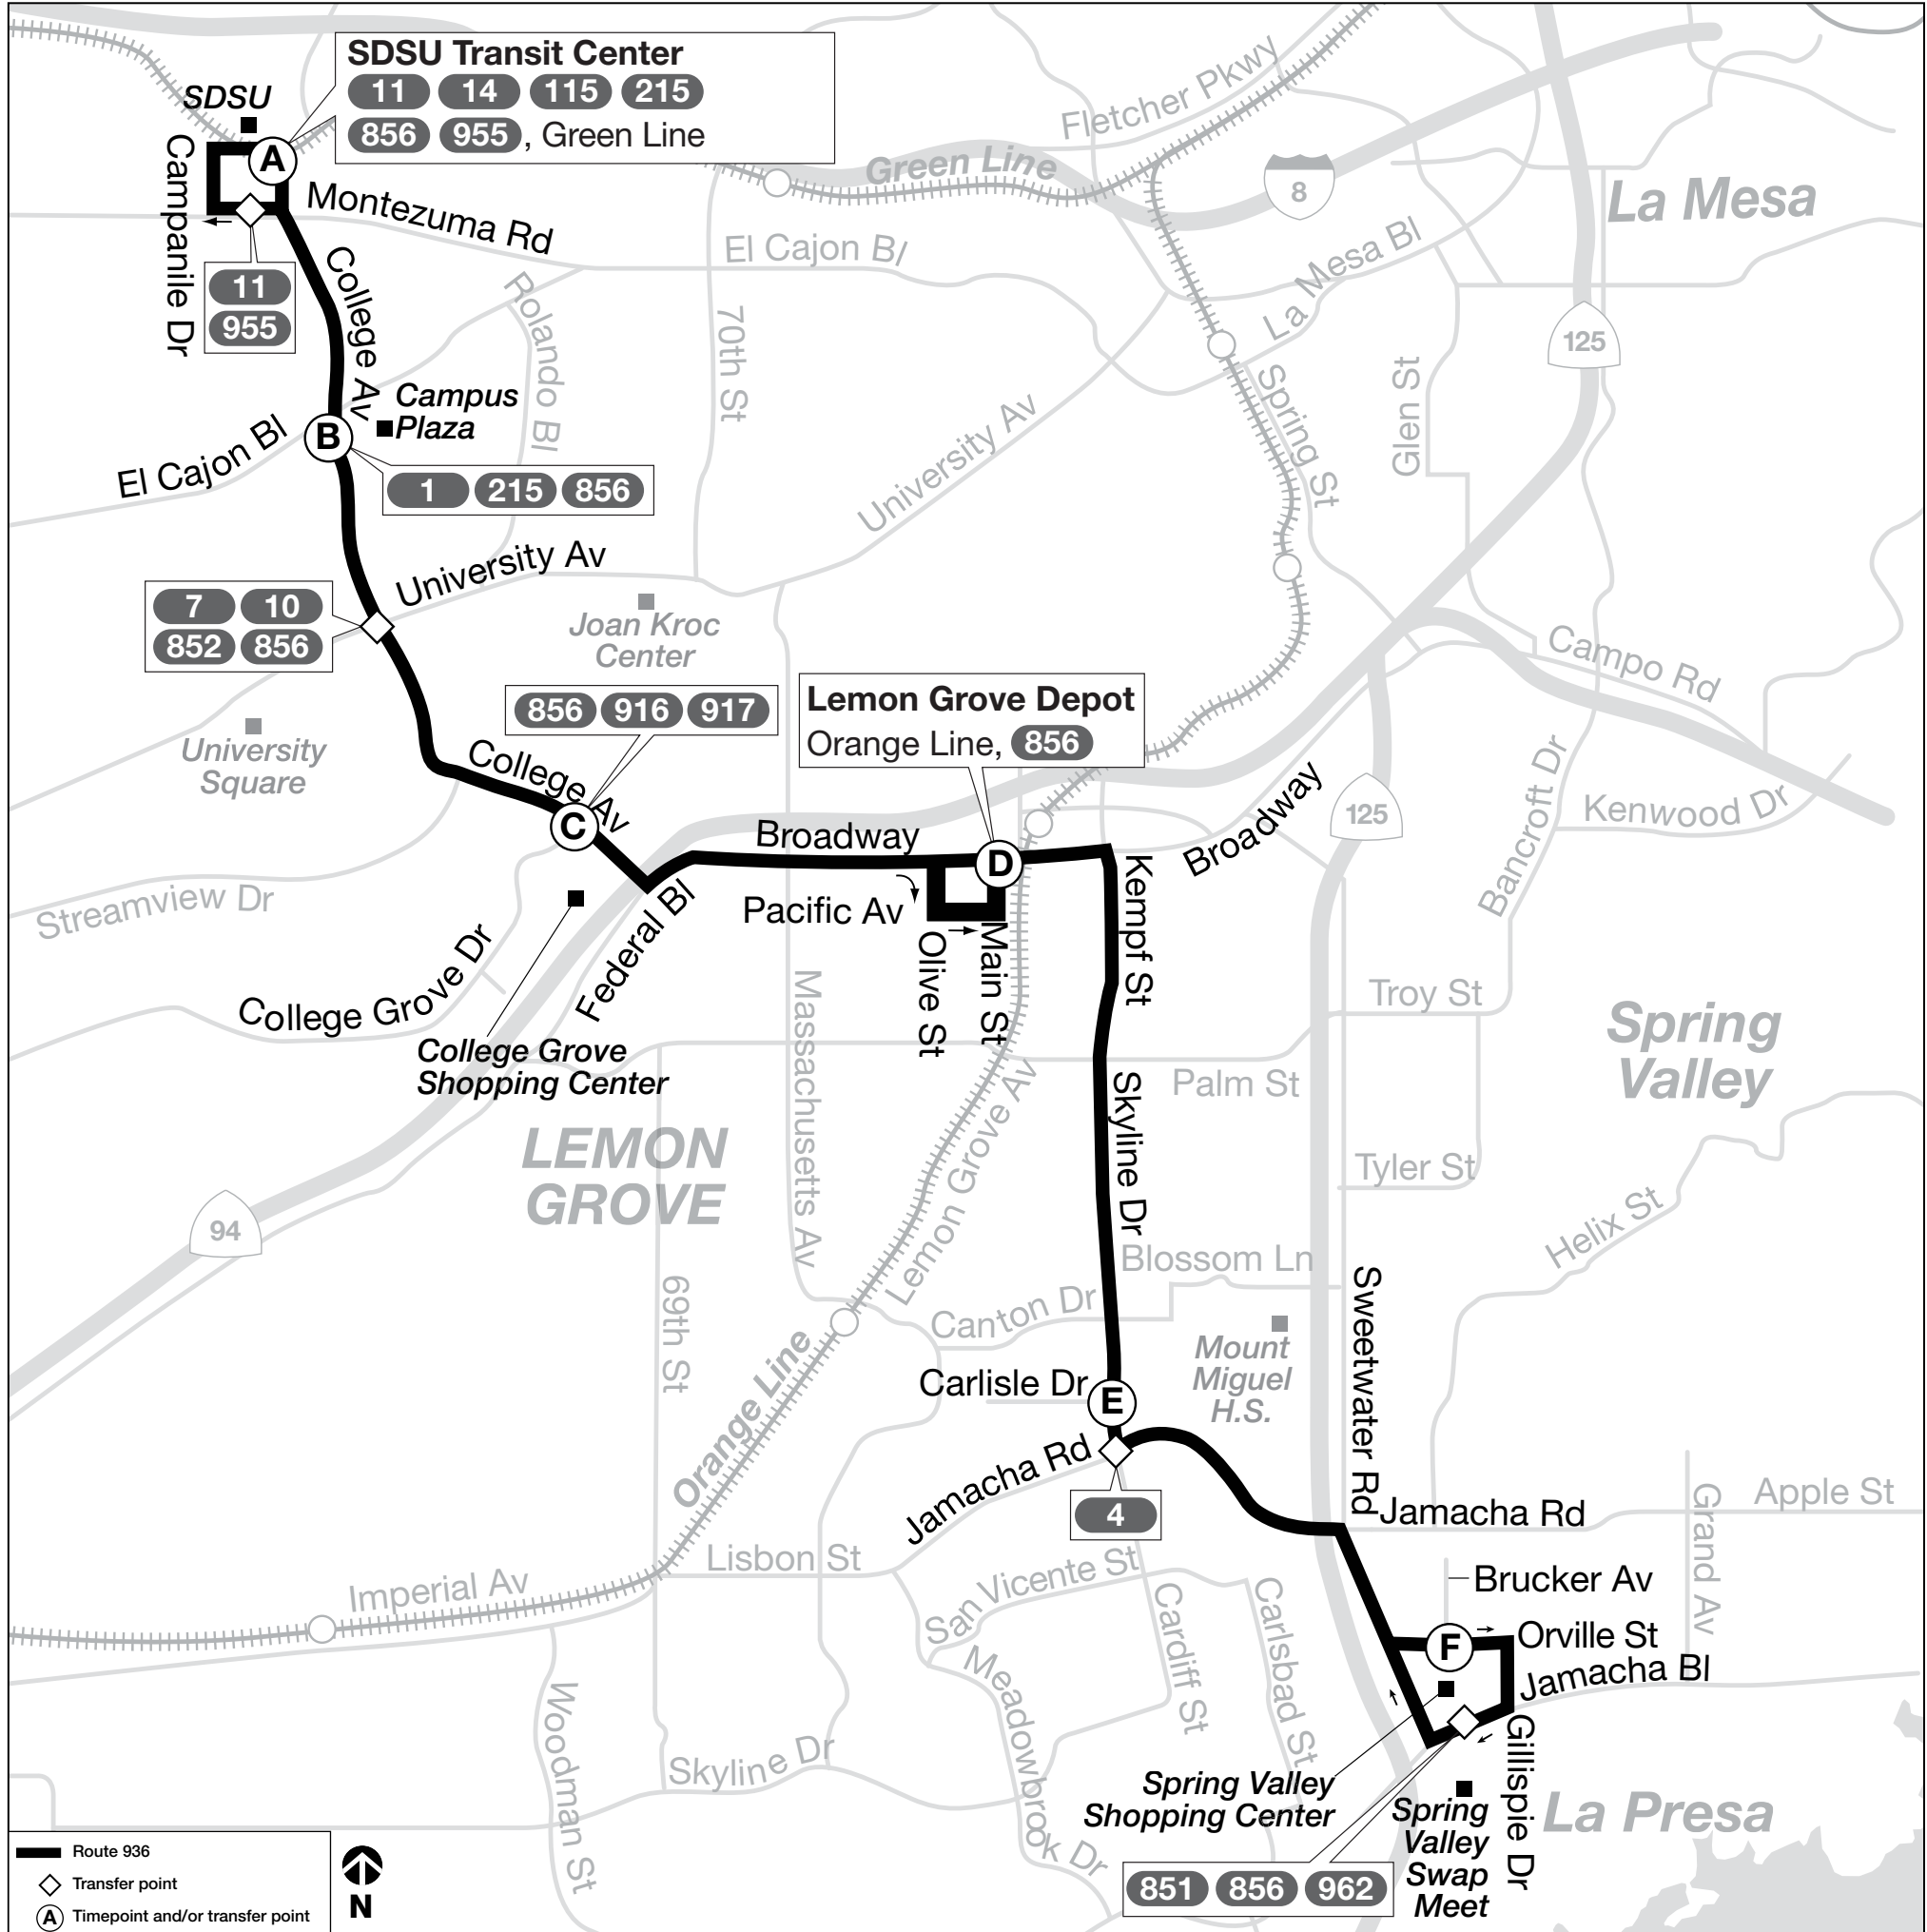 SDSU Transit Center
11 14 115 215
856 955 , Green Line
SDSU
A
Campanile Dr
Montezuma Rd
11
955
College Av
Fletcher Pkwy
Green Line
8
La Mesa
El Cajon Bl
La Mesa Bl
Rolando Bl
70th St
125
Spring St
Glen St
Campus
Plaza
B
El Cajon Bl
1 215 856
University Av
University Av
7 10
852 856
Joan Kroc
Center
Campo Rd
856 916 917
Lemon Grove Depot
Orange Line, 856
University
Square
College Av
C
Broadway
D
Broadway
125
Bancroft Dr
Kenwood Dr
Streamview Dr
Pacific Av
Federal Bl
Kempf St
Olive St
Main St
College Grove Dr
College Grove
Shopping Center
Massachusetts Av
Troy St
Spring
Valley
Palm St
Skyline Dr
LEMON
GROVE
Lemon Grove Av
Tyler St
Helix St
94
Blossom Ln
69th St
Canton Dr
Sweetwater Rd
Orange Line
Mount
Miguel
H.S.
Carlisle Dr
E
Jamacha Rd
4
Jamacha Rd
Apple St
Grand Av
Lisbon St
Imperial Av
San Vicente St
Cardiff St
Carlsbad St
Brucker Av
F
Orville St
Jamacha Bl
Meadowbrook Dr
Woodman St
Skyline Dr
Gillispie Dr
Spring Valley
Shopping Center
Spring
Valley
Swap
Meet
La Presa
851 856 962
Route 936
Transfer point
A Timepoint and/or transfer point
N